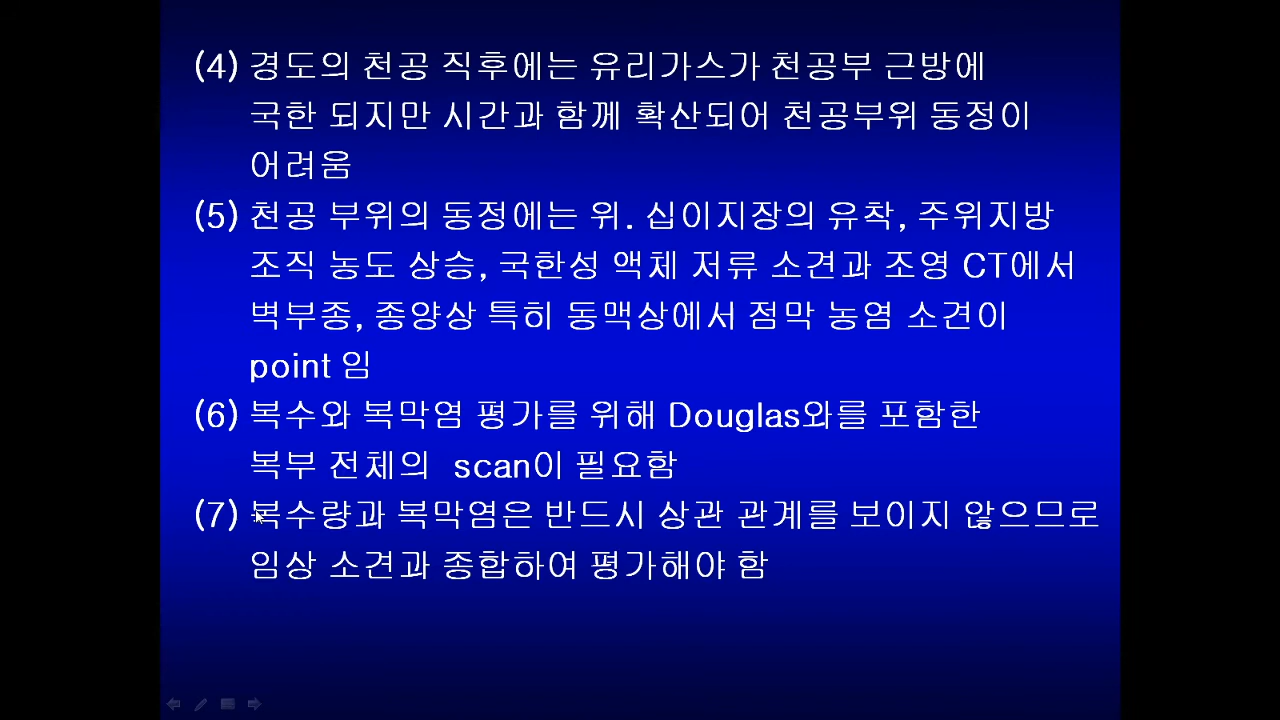 (4) 경도의 천공 직후에는 유리가스가 천공부 근방에
국한 되지만 시간과 함께 확산되어 천공부위 동정이
어려움
(5) 천공 부위의 동정에는 위. 십이지장의 유착, 주위지방
조직 농도 상승, 국한성 액체 저류 소견과 조영 CT에서
벽부종, 종양상 특히 동맥상에서 점막 농염 소견이
point 임
(6) 복수와 복막염 평가를 위해 Douglas와를 포함한
복부 전체의 scan이 필요함
(7) 복수량과 복막염은 반드시 상관 관계를 보이지 않으므로
임상 소견과 종합하여 평가해야 함